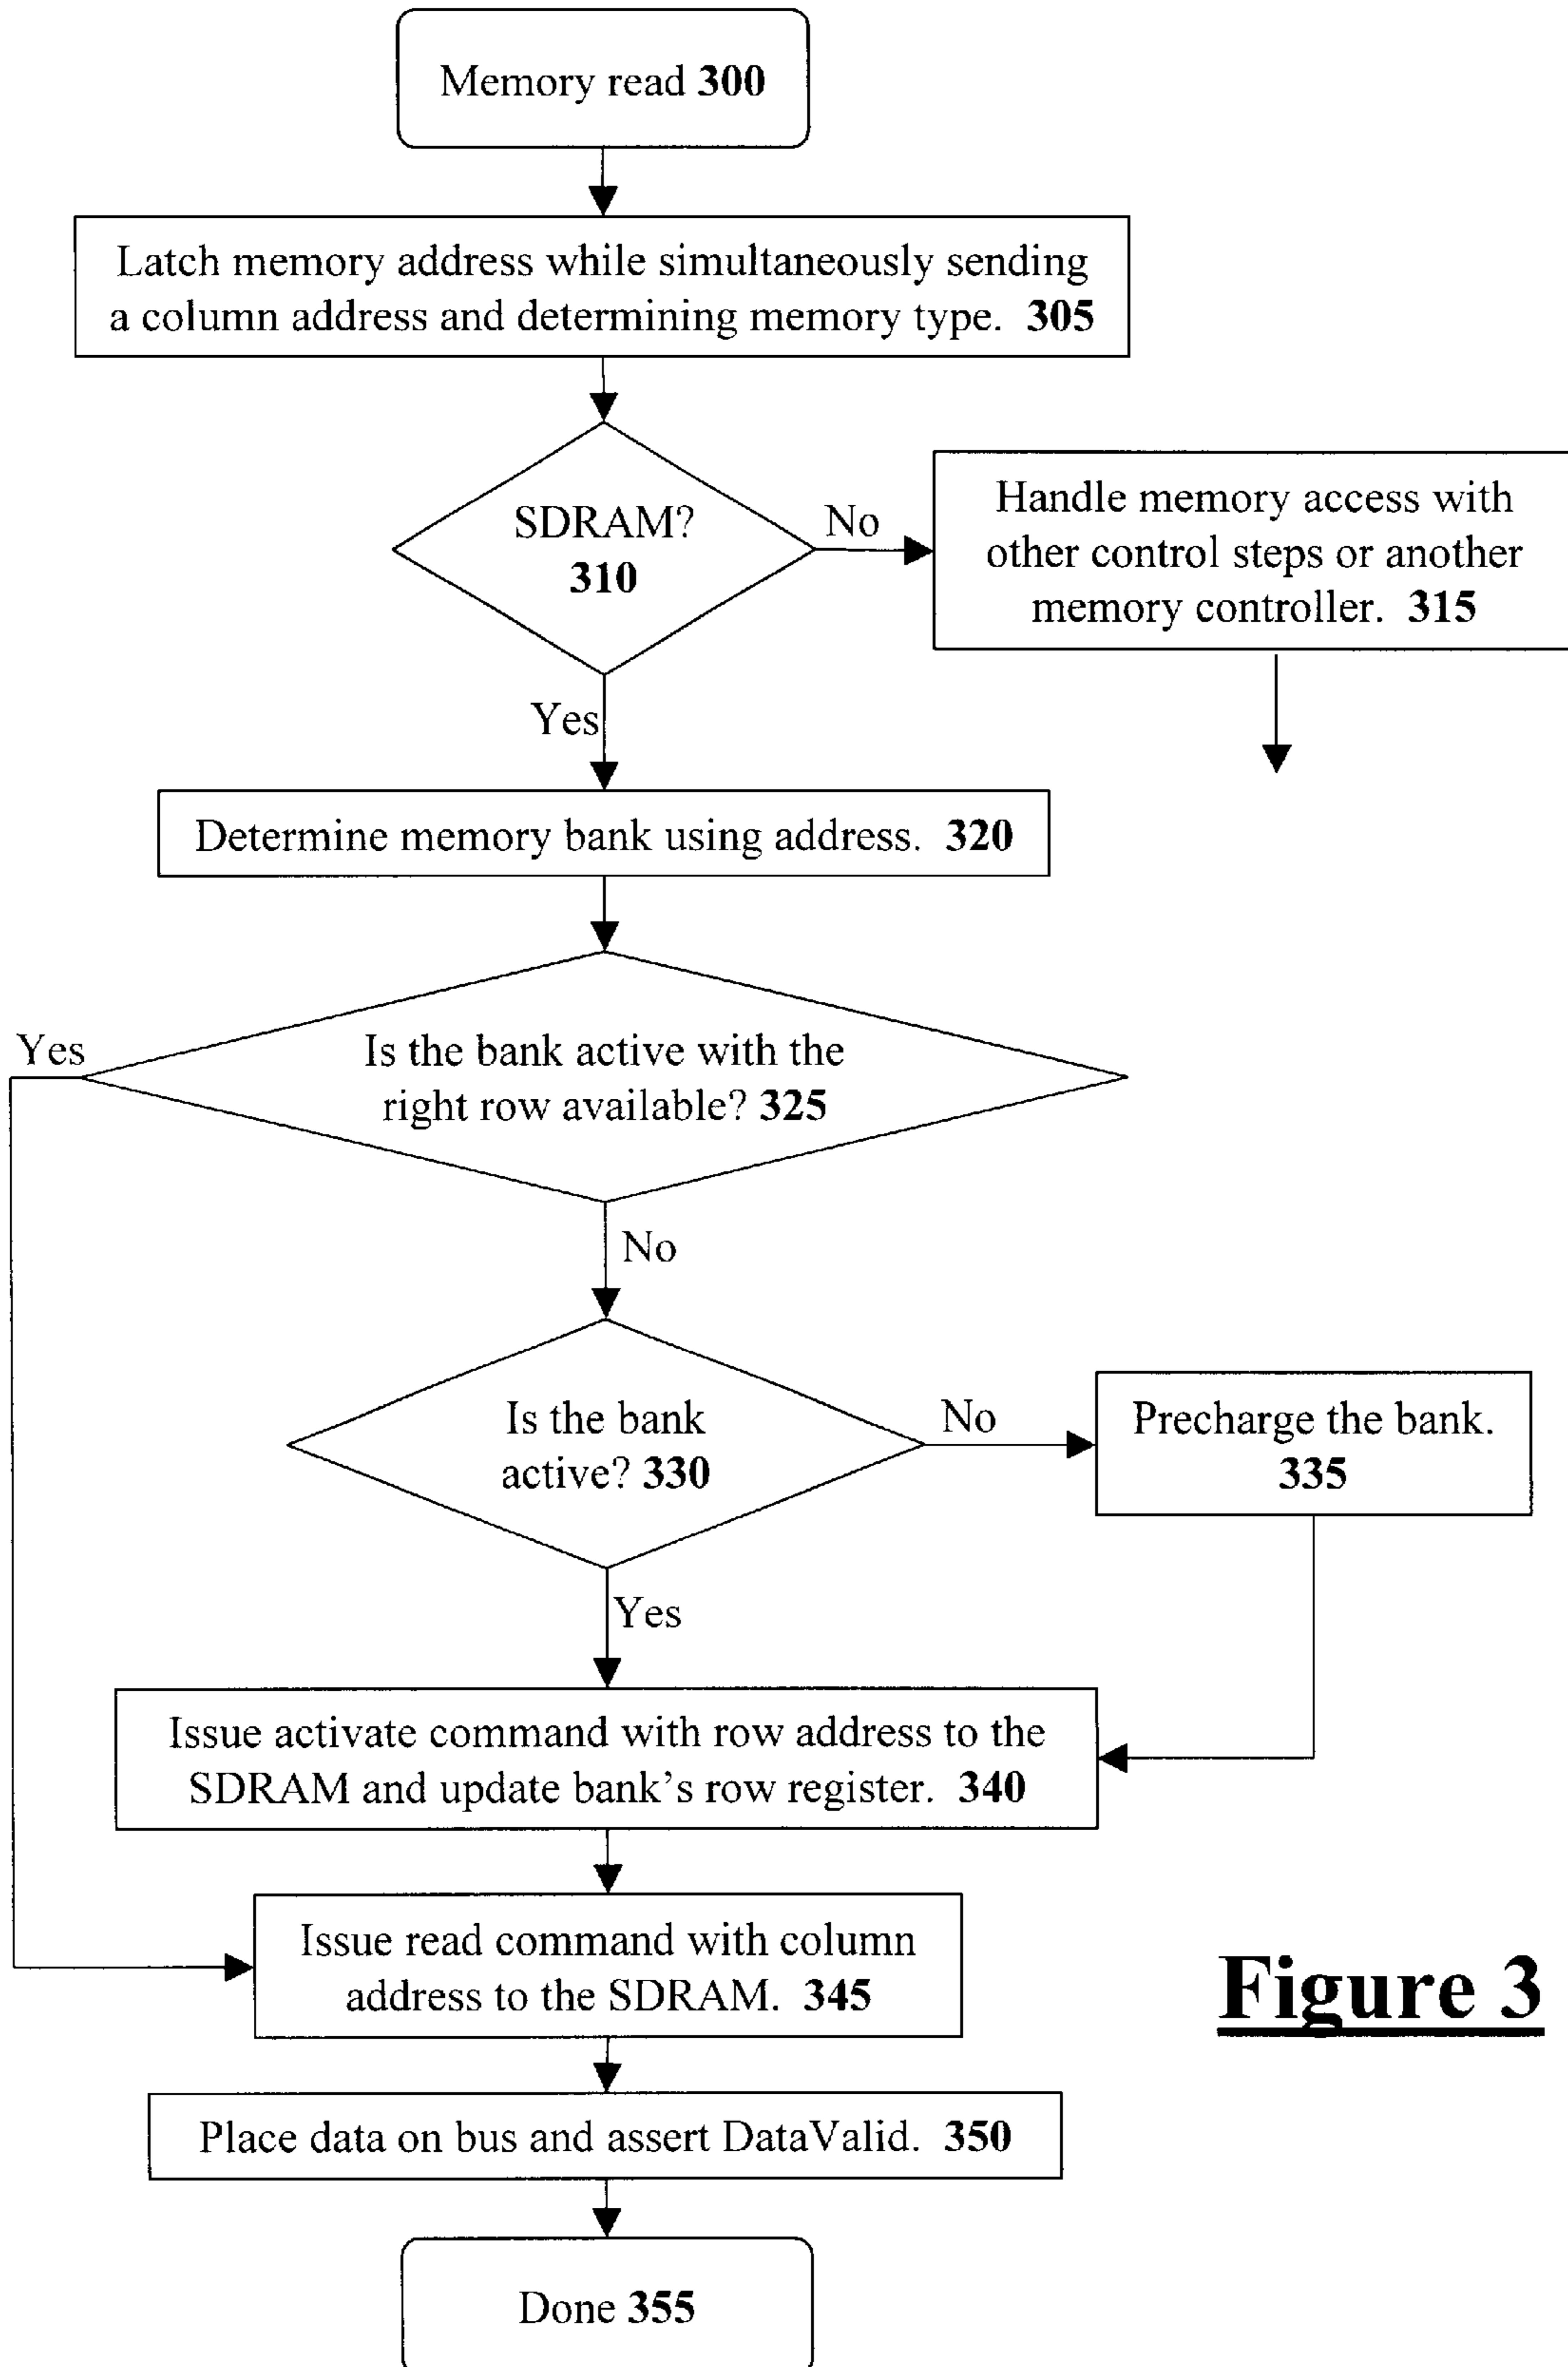 Memory read 300
Latch memory address while simultaneously sending
a column address and determining memory type. 305
SDRAM?
310
No
Handle memory access with
other control steps or another
memory controller. 315
Yes
Determine memory bank using address. 320
Yes
Is the bank active with the
right row available? 325
No
Is the bank
active? 330
No
Precharge the bank.
335
Yes
Issue activate command with row address to the
SDRAM and update bank's row register. 340
Issue read command with column
address to the SDRAM. 345
Figure 3
Place data on bus and assert DataValid. 350
Done 355